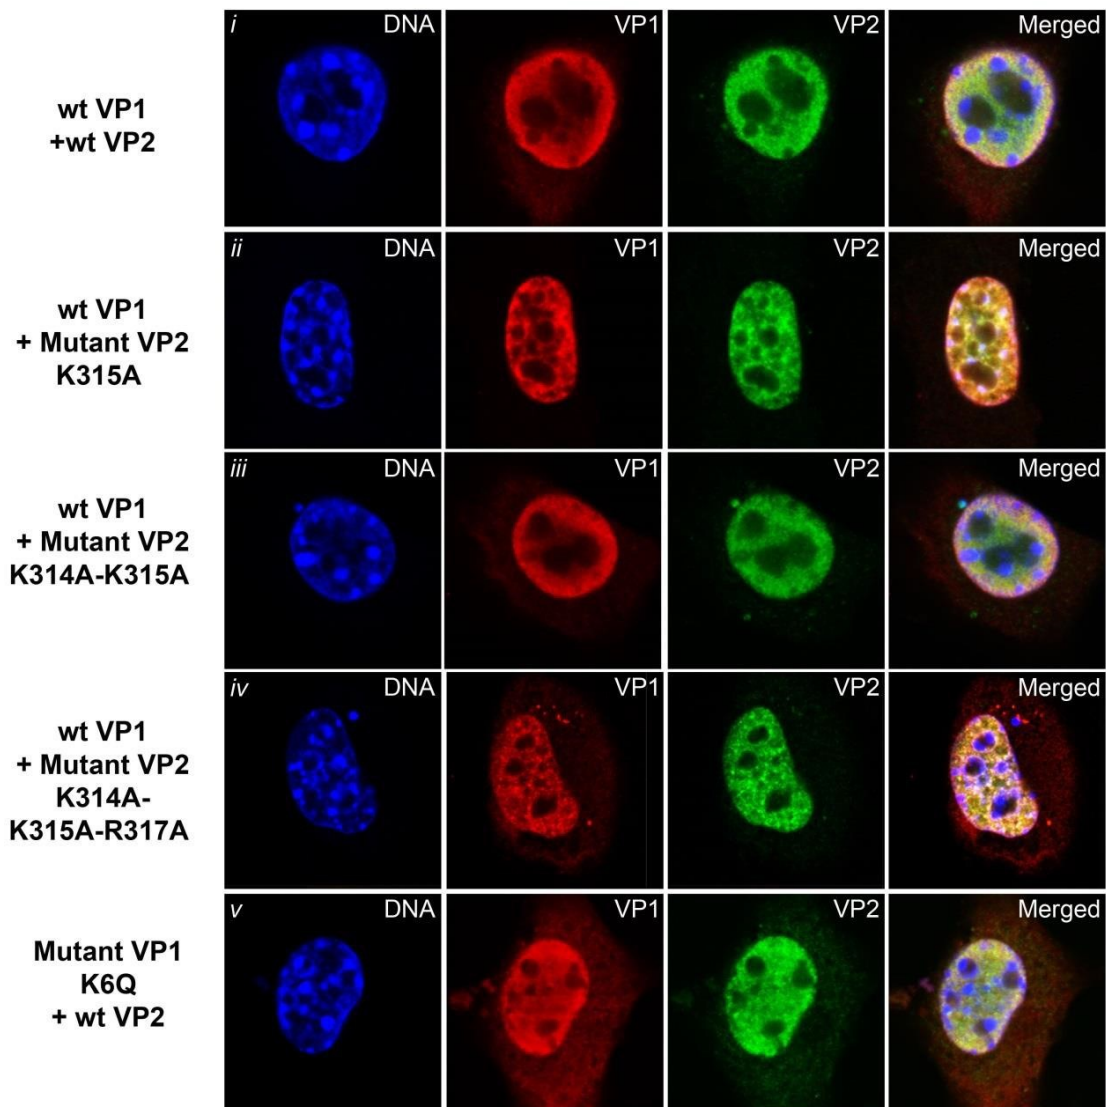 i DNA VP1 VP2 Merged
wt VP1
+wt VP2
ii DNA VP1 VP2 Merged
wt VP1
+ Mutant VP2
K315A
iii DNA VP1 VP2 Merged
wt VP1
+ Mutant VP2
K314A-K315A
iv DNA VP1 VP2 Merged
wt VP1
+ Mutant VP2
K314A-
K315A-R317A
v DNA VP1 VP2 Merged
Mutant VP1
K6Q
+ wt VP2